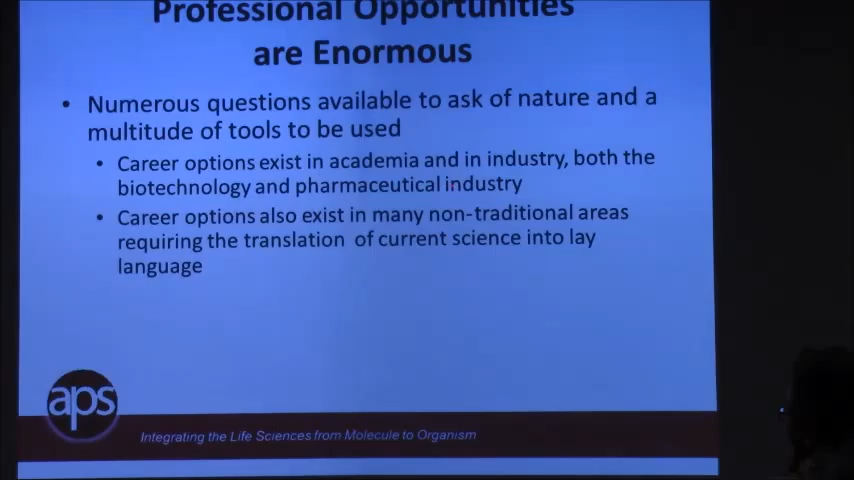 Professional Opportunities
are Enormous
• Numerous questions available to ask of nature and a
multitude of tools to be used
• Career options exist in academia and in industry, both the
biotechnology and pharmaceutical industry
• Career options also exist in many non-traditional areas
requiring the translation of current science into lay
language
aps
Integrating the Life Sciences from Molecule to Organism